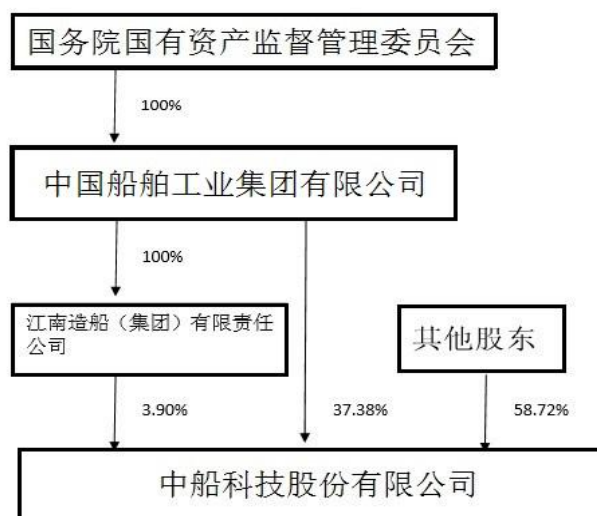 国务院国有资产监督管理委员会
100%
中国船舶工业集团有限公司
100%
江南造船（集团）有限责任
公司
其他股东
3.90%
37.38%
58.72%
中船科技股份有限公司